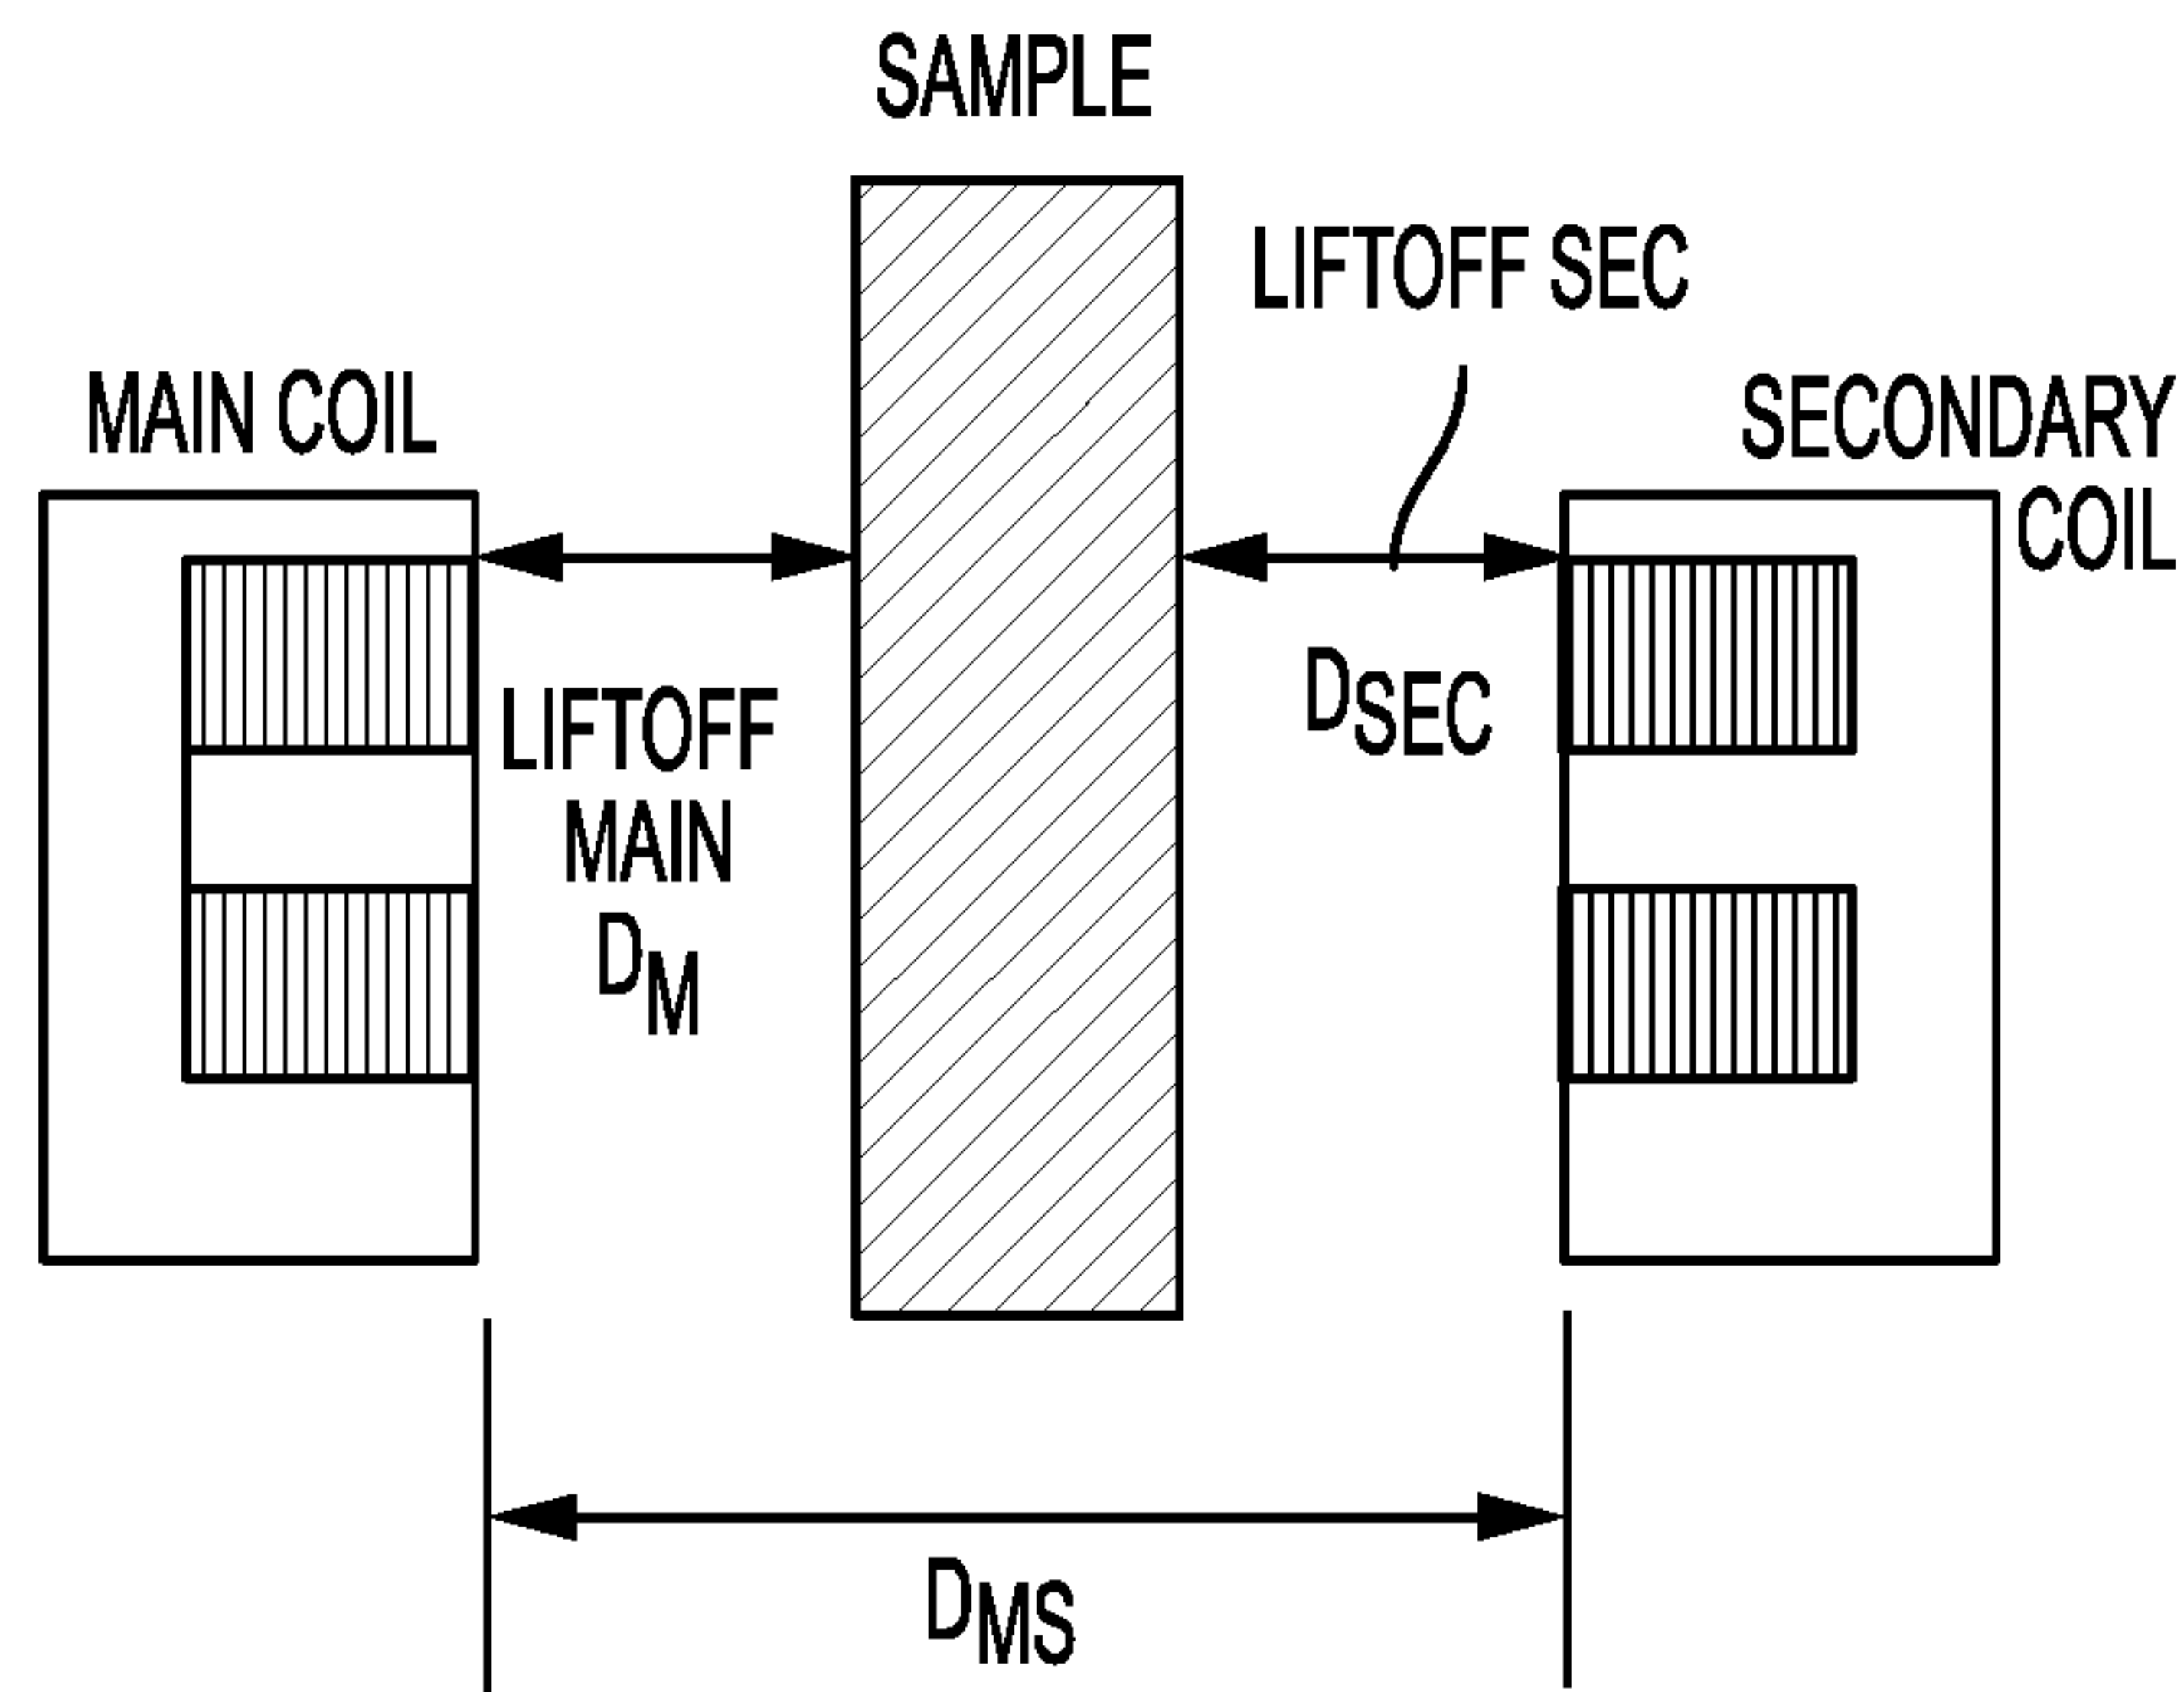 SAMPLE
LIFTOFF SEC
MAIN COIL
SECONDARY
COIL
LIFTOFF
MAIN
DM
DSEC
DMS